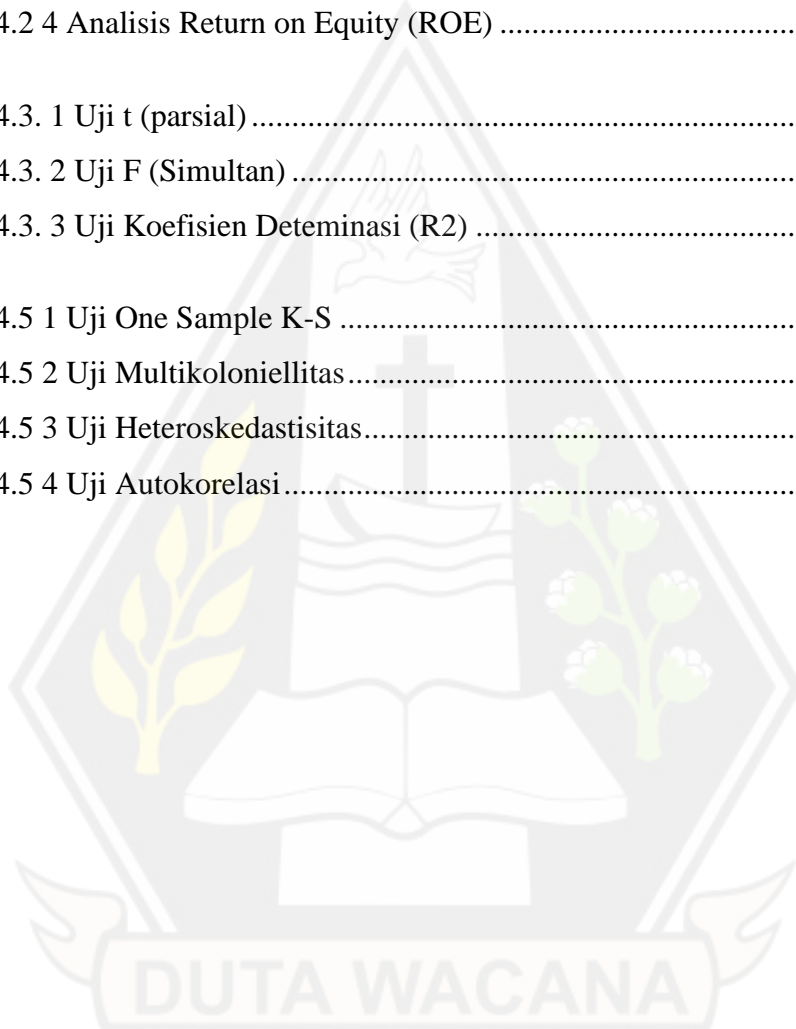 4.2 4 Analisis Return on Equity (ROE) .....................................
4.3. 1 Uji t (parsial) .....................................................................
4.3. 2 Uji F (Simultan) ...............................................................
4.3. 3 Uji Koefisien Deteminasi (R2) ........................................
4.5 1 Uji One Sample K-S .........................................................
4.5 2 Uji Multikoloniellitas ........................................................
4.5 3 Uji Heteroskedastisitas ......................................................
4.5 4 Uji Autokorelasi ................................................................
DUTA WACANA